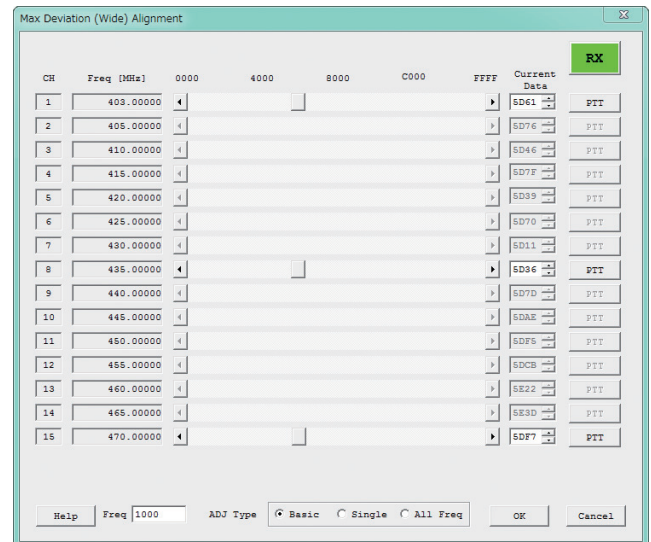 Max Deviation (Wide) Alignment
RX
CH Freq [MHz] 0000 4000 8000 C000 FFFF Current Data
1 403.00000 5D61 PTT
2 405.00000 5D76 PTT
3 410.00000 5D46 PTT
4 415.00000 5D7F PTT
5 420.00000 5D39 PTT
6 425.00000 5D70 PTT
7 430.00000 5D11 PTT
8 435.00000 5D36 PTT
9 440.00000 5D7D PTT
10 445.00000 5DAE PTT
11 450.00000 5DF5 PTT
12 455.00000 5DCB PTT
13 460.00000 5E22 PTT
14 465.00000 5E3D PTT
15 470.00000 5DF7 PTT
Help Freq 1000 ADJ Type Basic Single All Freq OK Cancel